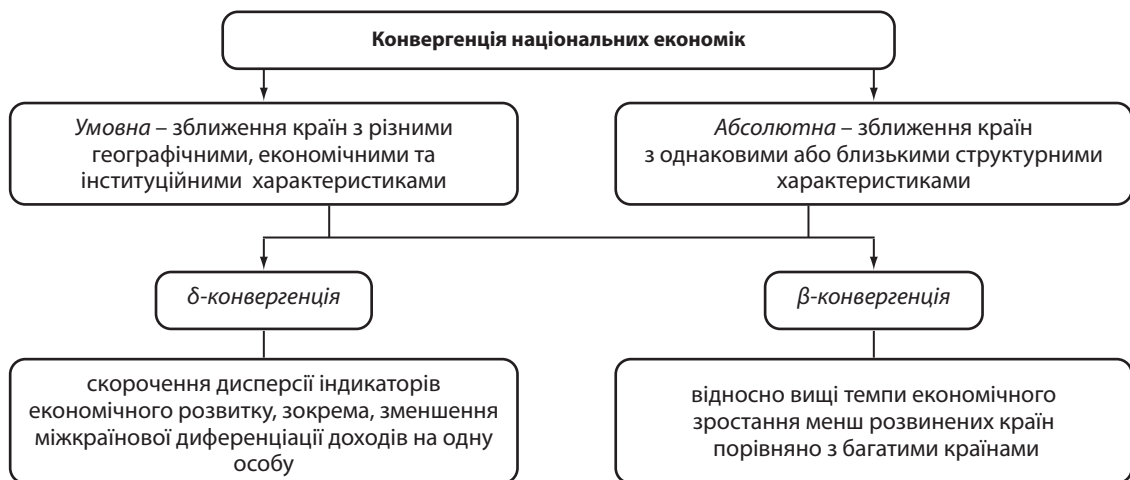 Конвергенція національних економік
Умовна – зближення країн з різними
географічними, економічними та
інституційними характеристиками
Абсолютна – зближення країн
з однаковими або близькими структурними
характеристиками
δ-конвергенція
β-конвергенція
скорочення дисперсії індикаторів
економічного розвитку, зокрема, зменшення
міжкраїнової диференціації доходів на одну
особу
відносно вищі темпи економічного
зростання менш розвинених країн
порівняно з багатими країнами